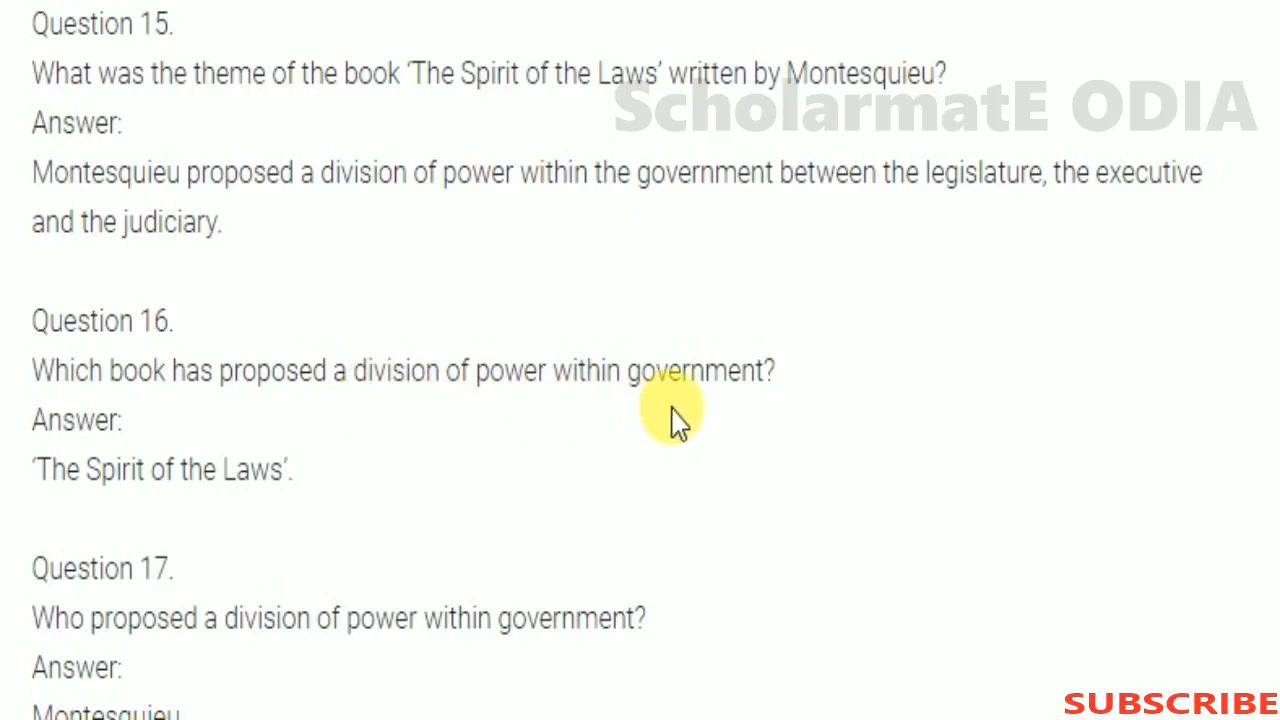 Question 15.
What was the theme of the book ‘The Spirit of the Laws’ written by Montesquieu?
ScholarmatE ODIA
Answer:
Montesquieu proposed a division of power within the government between the legislature, the executive
and the judiciary.
Question 16.
Which book has proposed a division of power within government?
Answer:
‘The Spirit of the Laws’.
Question 17.
Who proposed a division of power within government?
Answer:
Montesquieu
SUBSCRIBE